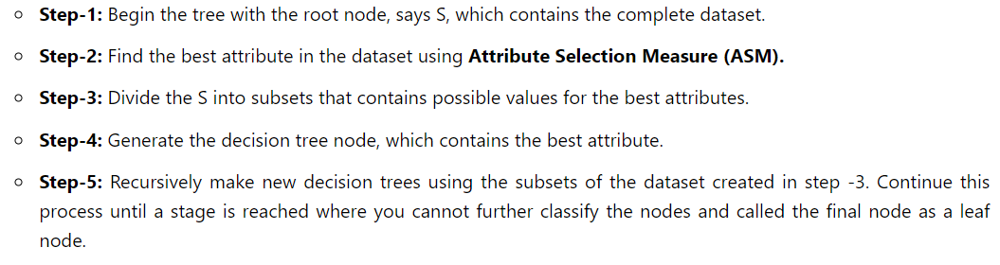 Step-1: Begin the tree with the root node, says S, which contains the complete dataset.
Step-2: Find the best attribute in the dataset using Attribute Selection Measure (ASM).
Step-3: Divide the S into subsets that contains possible values for the best attributes.
Step-4: Generate the decision tree node, which contains the best attribute.
Step-5: Recursively make new decision trees using the subsets of the dataset created in step -3. Continue this
process until a stage is reached where you cannot further classify the nodes and called the final node as a leaf
node.